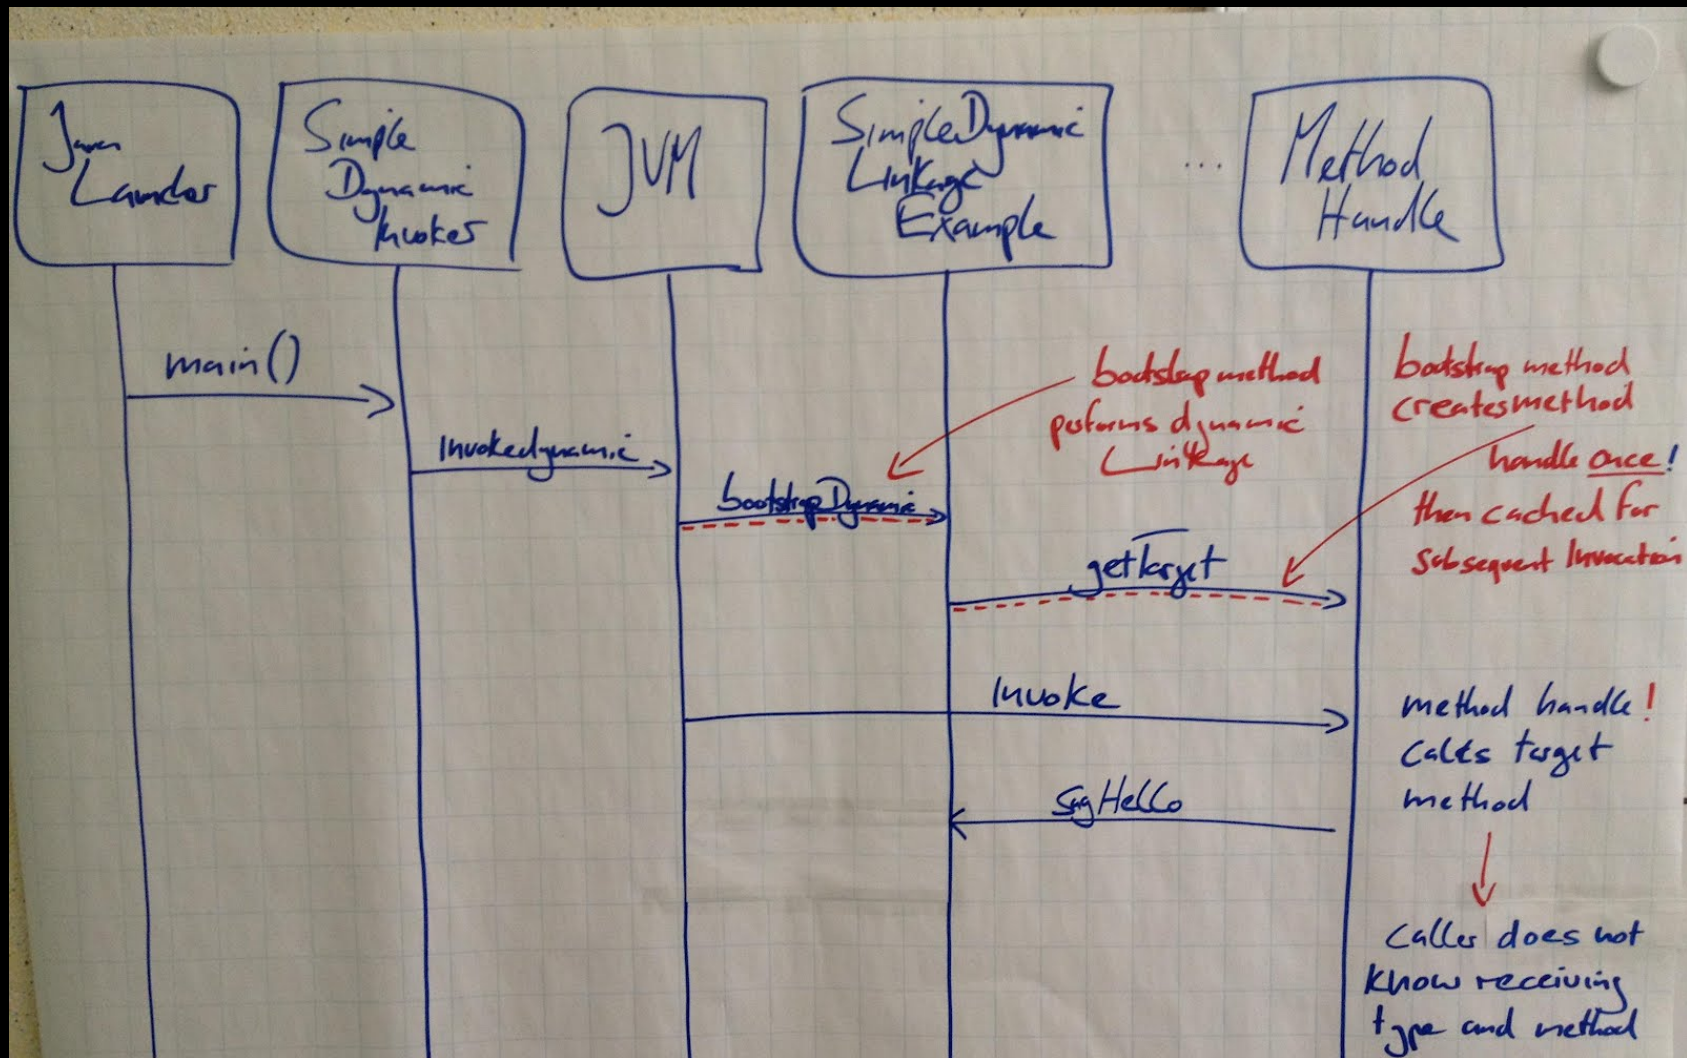 Java
Launcher
Simple
Dynamic
Invoker
JVM
SimpleDynamic
Linkage
Example
...
Method
Handle
main()
Invokedynamic
bootstrapDynamic
bootstrap method
performs dynamic
Linkage
bootstrap method
creates method
handle once!
then cached for
subsequent Invocation
getTarget
Invoke
method handle!
calls target
method
sayHello
caller does not
know receiving
type and method